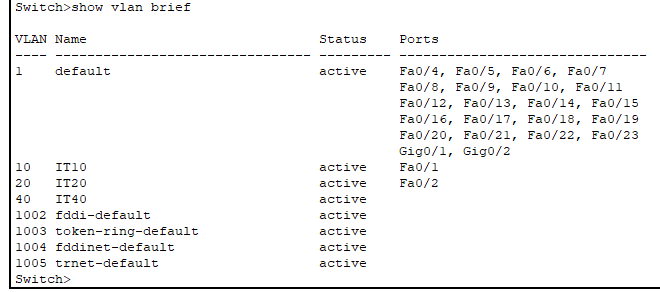 Switch>show vlan brief
VLAN Name                             Status    Ports
---- -------------------------------- --------- -------------------------------
1    default                          active    Fa0/4, Fa0/5, Fa0/6, Fa0/7
                                                Fa0/8, Fa0/9, Fa0/10, Fa0/11
                                                Fa0/12, Fa0/13, Fa0/14, Fa0/15
                                                Fa0/16, Fa0/17, Fa0/18, Fa0/19
                                                Fa0/20, Fa0/21, Fa0/22, Fa0/23
                                                Gig0/1, Gig0/2
10   IT10                             active    Fa0/1
20   IT20                             active    Fa0/2
40   IT40                             active
1002 fddi-default                     active
1003 token-ring-default               active
1004 fddinet-default                  active
1005 trnet-default                    active
Switch>